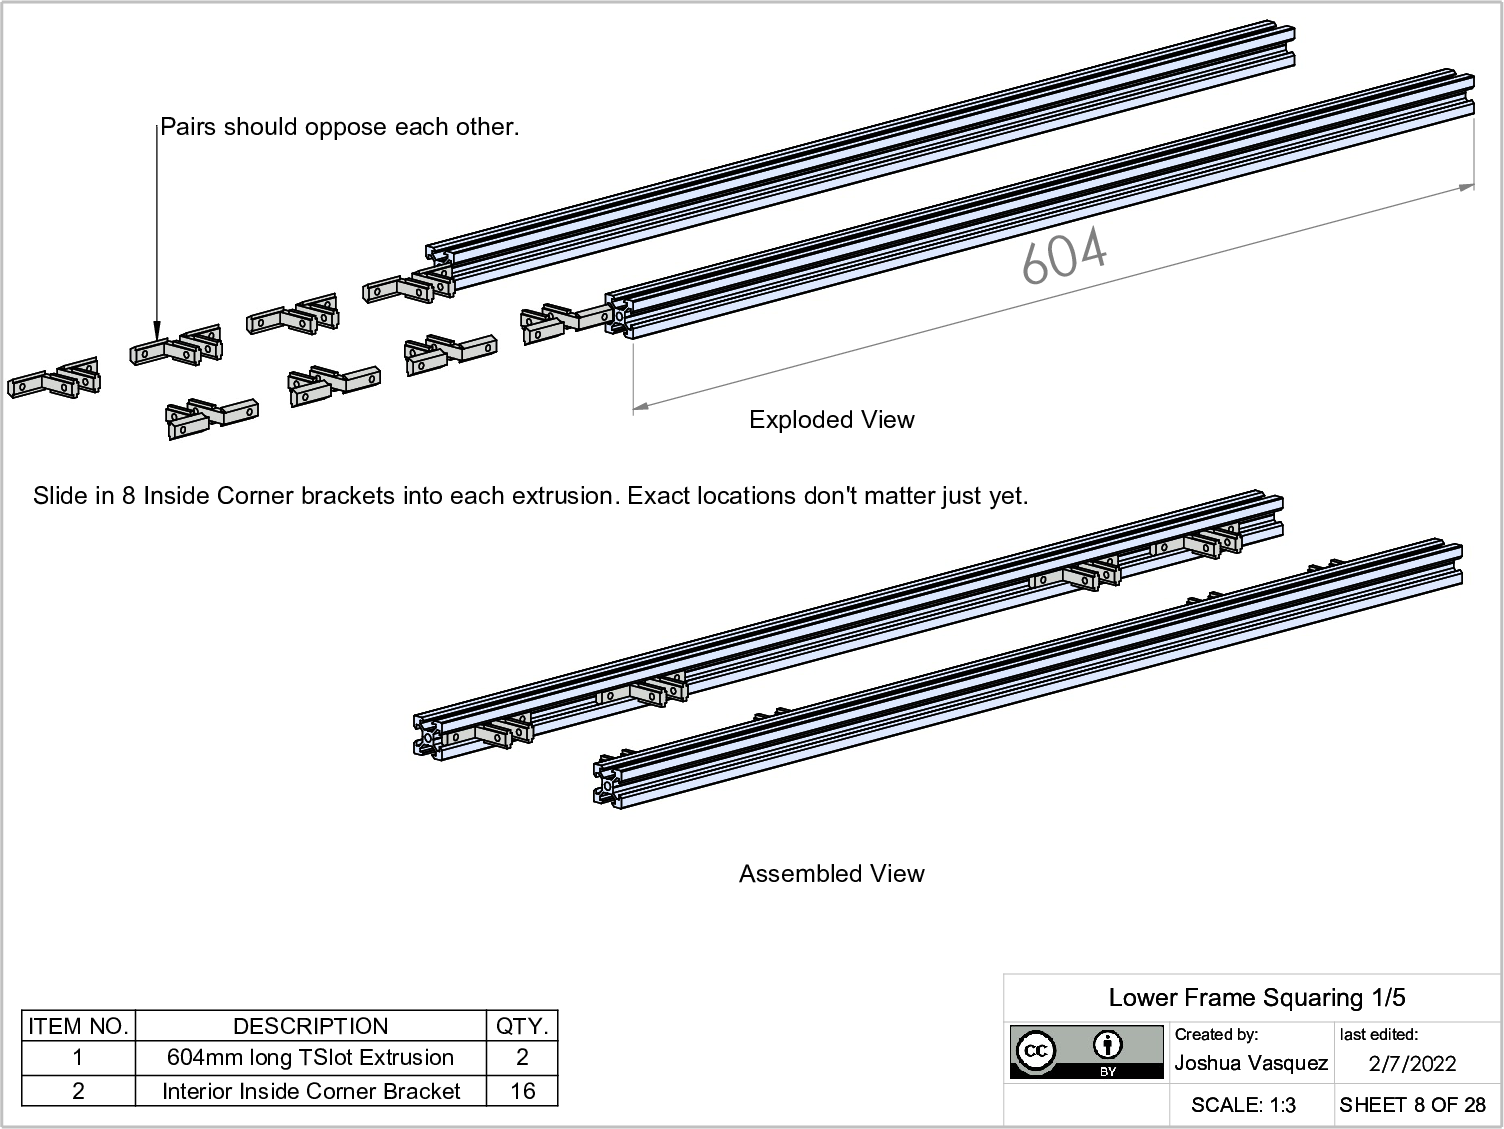 Pairs should oppose each other.
604
Exploded View
Slide in 8 Inside Corner brackets into each extrusion. Exact locations don't matter just yet.
Assembled View
ITEM NO. DESCRIPTION QTY.
1 604mm long TSlot Extrusion 2
2 Interior Inside Corner Bracket 16
Lower Frame Squaring 1/5
CC BY
Created by: last edited:
Joshua Vasquez 2/7/2022
SCALE: 1:3 SHEET 8 OF 28